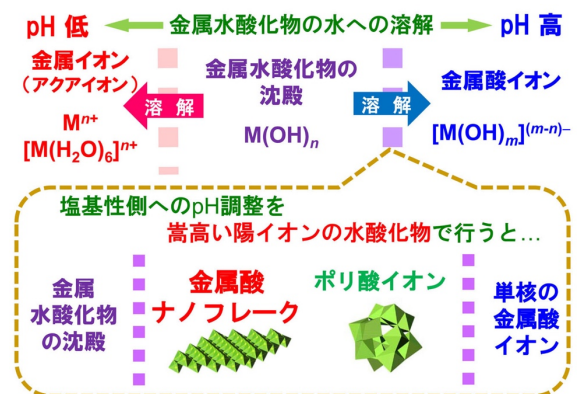 pH 低
金属水酸化物の水への溶解
pH 高
金属イオン
(アクアイオン)
Mⁿ⁺
[M(H₂O)₆]ⁿ⁺
溶 解
金属水酸化物の
沈殿
M(OH)ₙ
溶 解
金属酸イオン
[M(OH)ₘ]⁽ᵐ⁻ⁿ⁾⁻
塩基性側へのpH調整を
嵩高い陽イオンの水酸化物で行うと…
金属
水酸化物
の沈殿
金属酸
ナノフレーク
ポリ酸イオン
単核の
金属酸
イオン